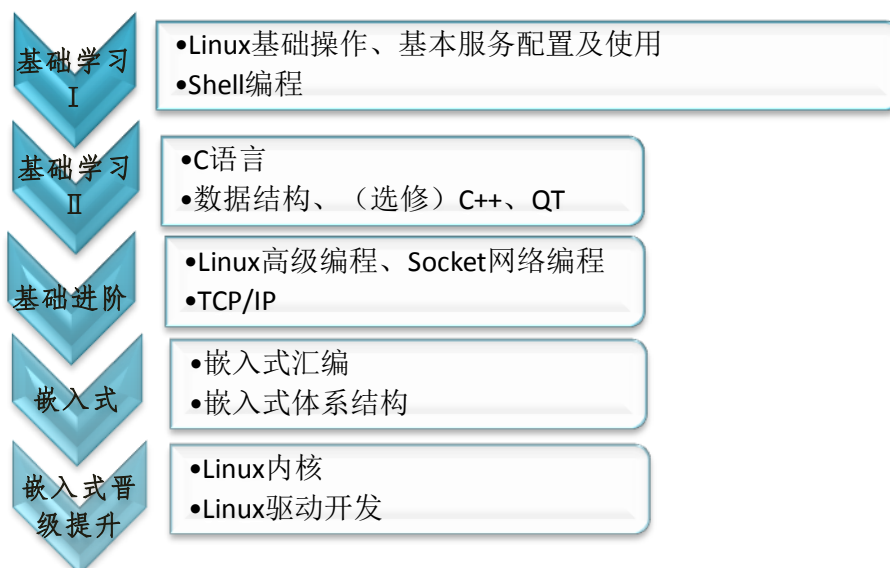 基础学习
Ⅰ
•Linux基础操作、基本服务配置及使用
•Shell编程
基础学习
Ⅱ
•C语言
•数据结构、（选修）C++、QT
基础进阶
•Linux高级编程、Socket网络编程
•TCP/IP
嵌入式
•嵌入式汇编
•嵌入式体系结构
嵌入式晋
级提升
•Linux内核
•Linux驱动开发